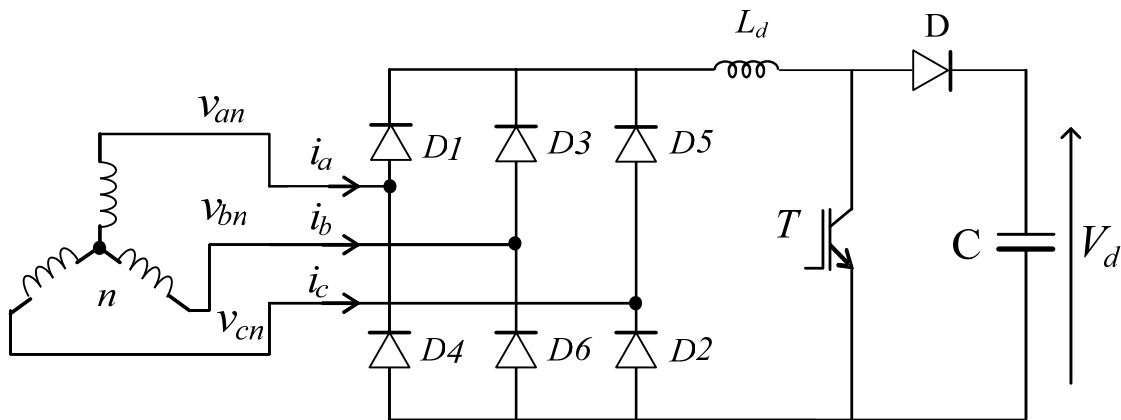 L_d
D
v_an
i_a
D1
D3
D5
v_bn
i_b
T
C
V_d
n
i_c
v_cn
D4
D6
D2